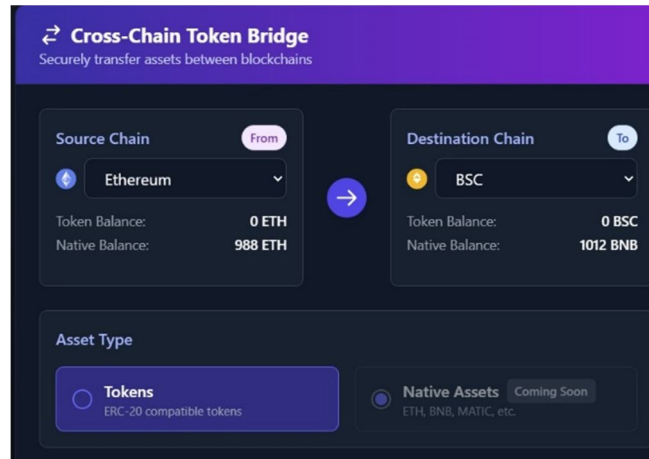 Cross-Chain Token Bridge
Securely transfer assets between blockchains
Source Chain From
Ethereum
Token Balance: 0 ETH
Native Balance: 988 ETH
Destination Chain To
BSC
Token Balance: 0 BSC
Native Balance: 1012 BNB
Asset Type
Tokens
ERC-20 compatible tokens
Native Assets Coming Soon
ETH, BNB, MATIC, etc.